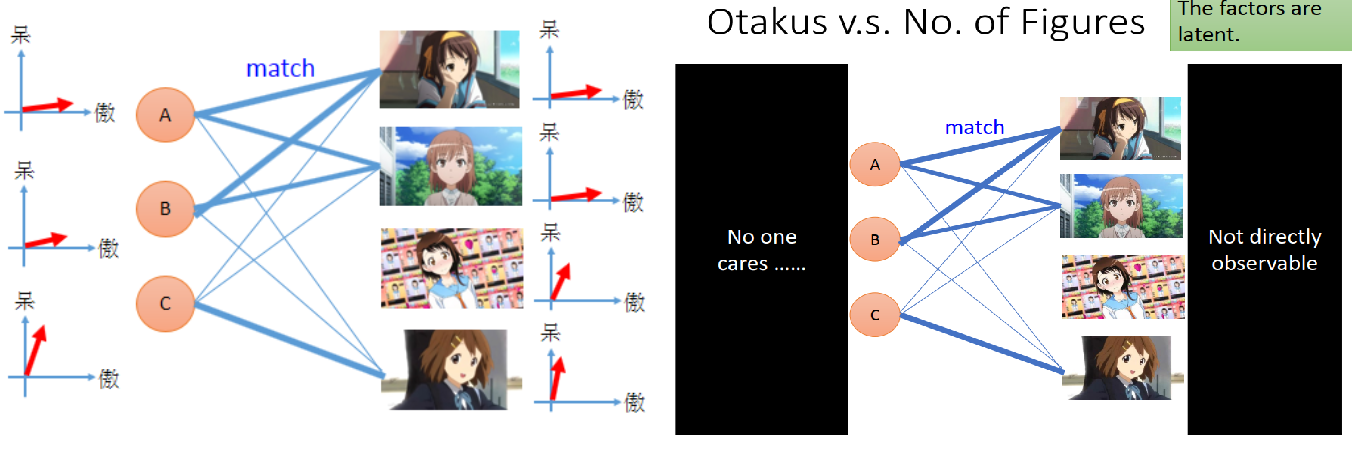 呆
傲
呆
傲
呆
傲
A
B
C
match
呆
傲
呆
傲
呆
傲
呆
傲
Otakus v.s. No. of Figures
The factors are
latent.
No one
cares ......
match
A
B
C
Not directly
observable